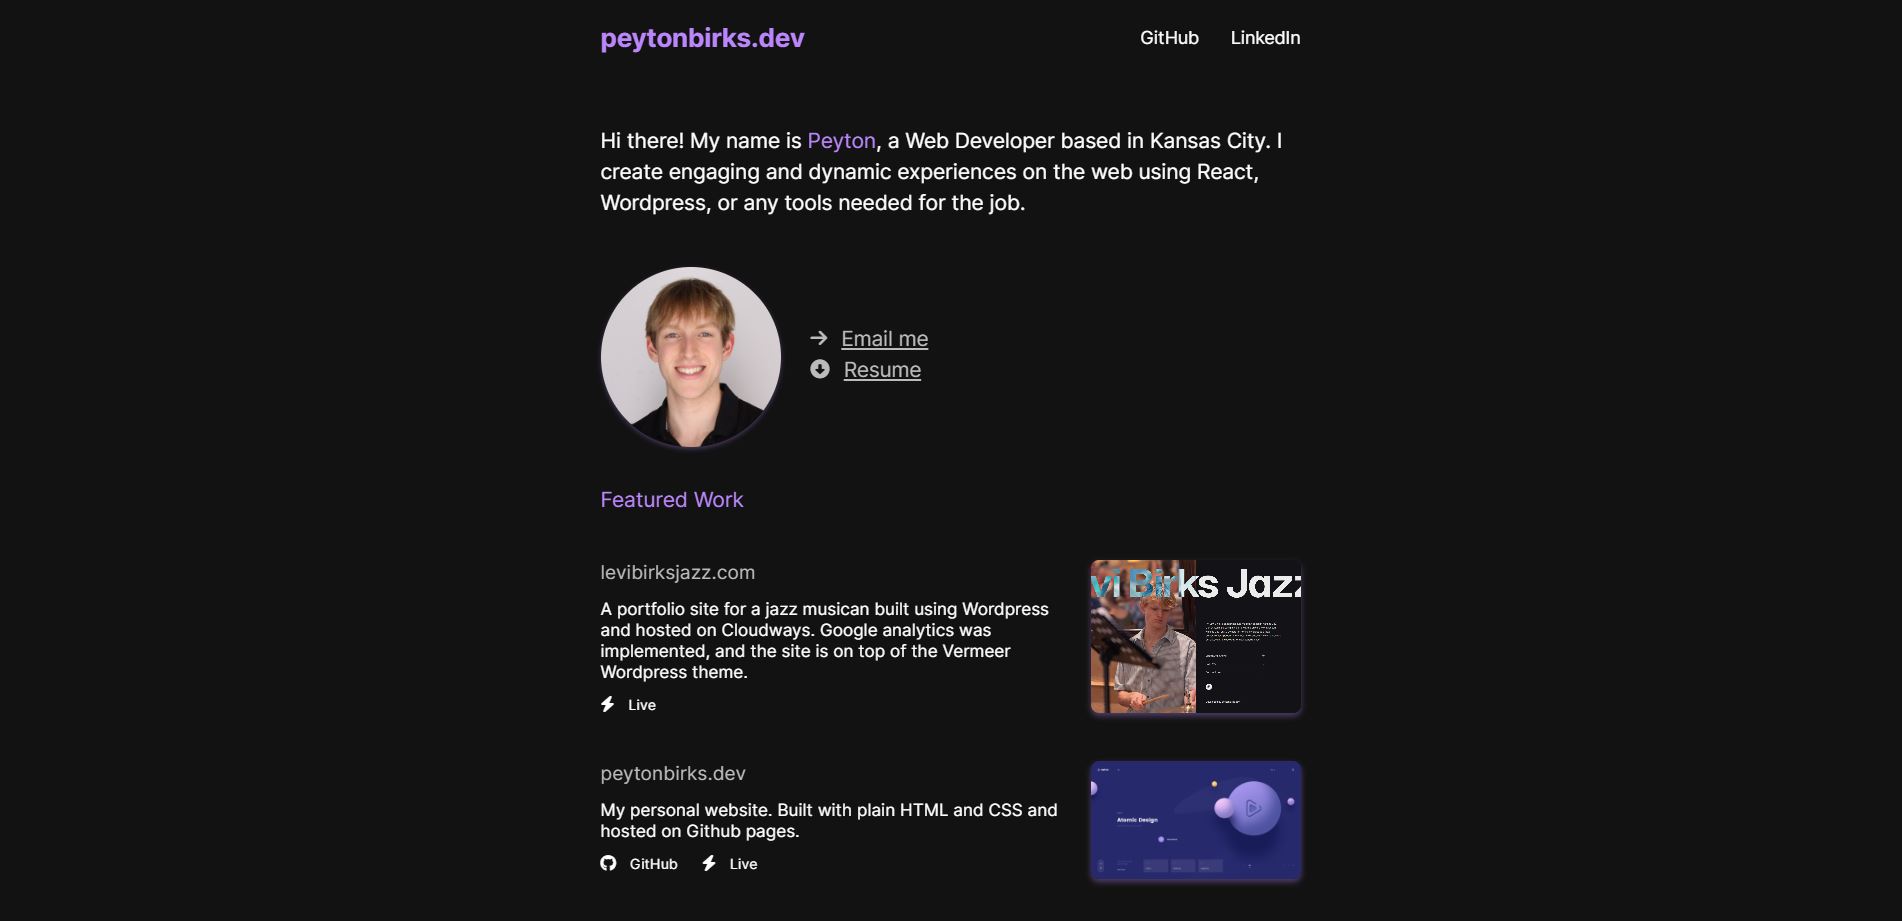 peytonbirks.dev
GitHub LinkedIn
Hi there! My name is Peyton, a Web Developer based in Kansas City. I
create engaging and dynamic experiences on the web using React,
Wordpress, or any tools needed for the job.
Email me
Resume
Featured Work
levibirksjazz.com
A portfolio site for a jazz musican built using Wordpress
and hosted on Cloudways. Google analytics was
implemented, and the site is on top of the Vermeer
Wordpress theme.
Live
vi Birks Jazz
peytonbirks.dev
My personal website. Built with plain HTML and CSS and
hosted on Github pages.
GitHub Live
Atomic Design